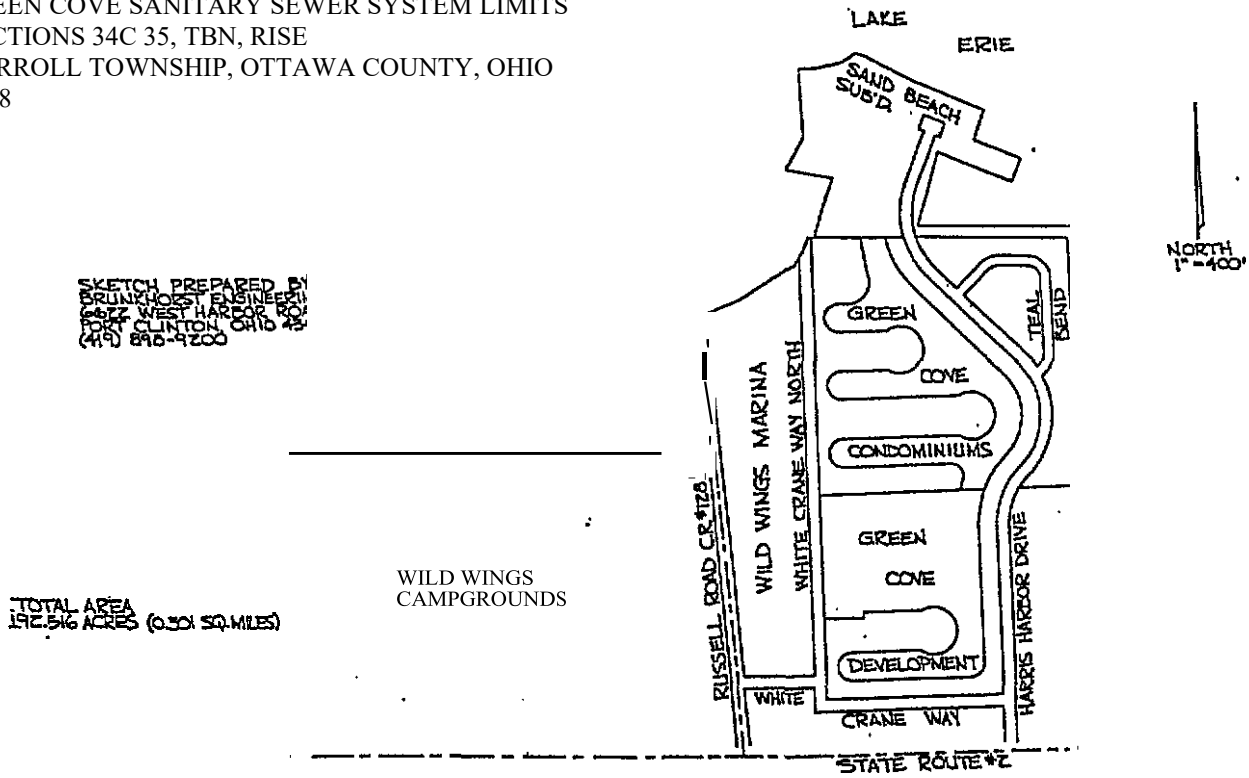 EEN COVE SANITARY SEWER SYSTEM LIMITS
CTIONS 34C 35, TBN, RISE
RROLL TOWNSHIP, OTTAWA COUNTY, OHIO
8
LAKE
ERIE
SAND BEACH
SUB'D.
NORTH
1"=400'
SKETCH PREPARED BY
BRUNKHORST ENGINEERI
WEST HARBOR ROA
PORT CLINTON, OHIO
(419) 898-9200
TEAL
BEND
GREEN
COVE
CONDOMINIUMS
WILD WINGS MARINA
WHITE CRANE WAY NORTH
RUSSELL ROAD CR#128
GREEN
COVE
DEVELOPMENT
HARRIS HARBOR DRIVE
WILD WINGS
CAMPGROUNDS
TOTAL AREA
192.516 ACRES (0.301 SQ.MILES)
WHITE
CRANE WAY
STATE ROUTE #2